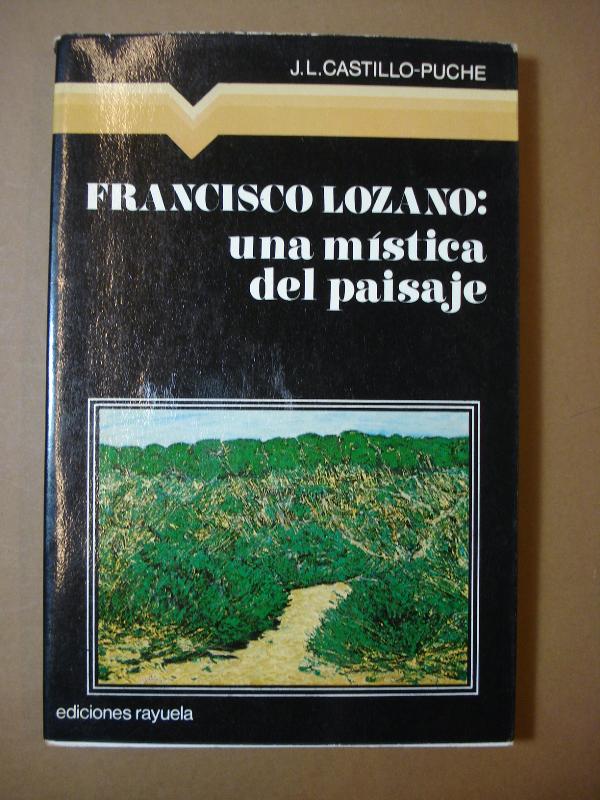 J.L.CASTILLO-PUCHE
FRANCISCO LOZANO:
una mística
del paisaje
ediciones rayuela